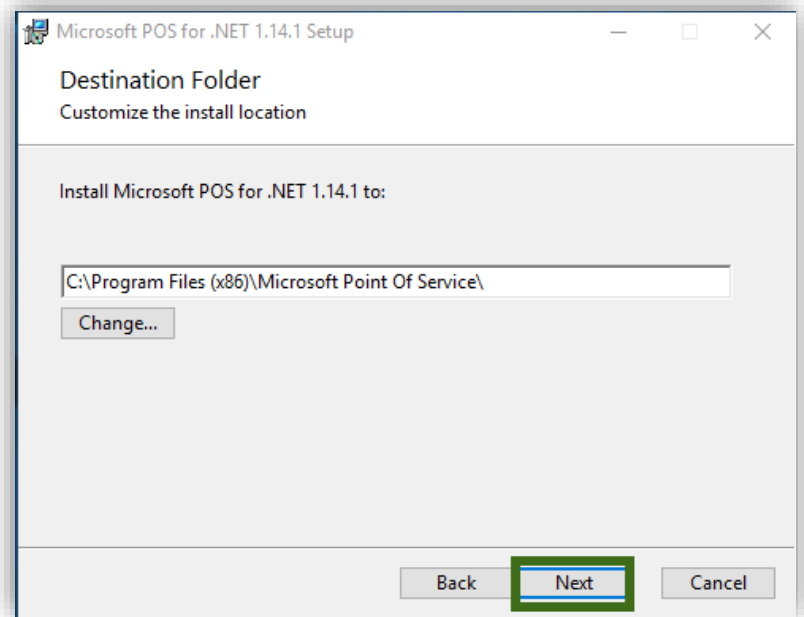 Microsoft POS for .NET 1.14.1 Setup
Destination Folder
Customize the install location
Install Microsoft POS for .NET 1.14.1 to:
C:\Program Files (x86)\Microsoft Point Of Service\
Change...
Back Next Cancel